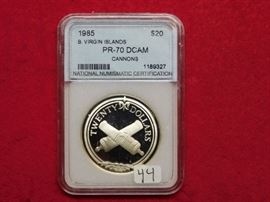 1985 $20
B. VIRGIN ISLANDS
PR-70 DCAM
CANNONS
1189327
NATIONAL NUMISMATIC CERTIFICATION
TWENTY DOLLARS
44